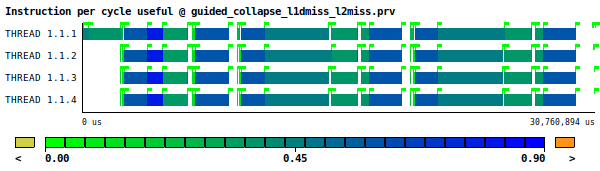 Instruction per cycle useful @ guided_collapse_l1dmiss_l2miss.prv
THREAD 1.1.1
THREAD 1.1.2
THREAD 1.1.3
THREAD 1.1.4
0 us 30,760,894 us
< 0.00 0.45 0.90 >